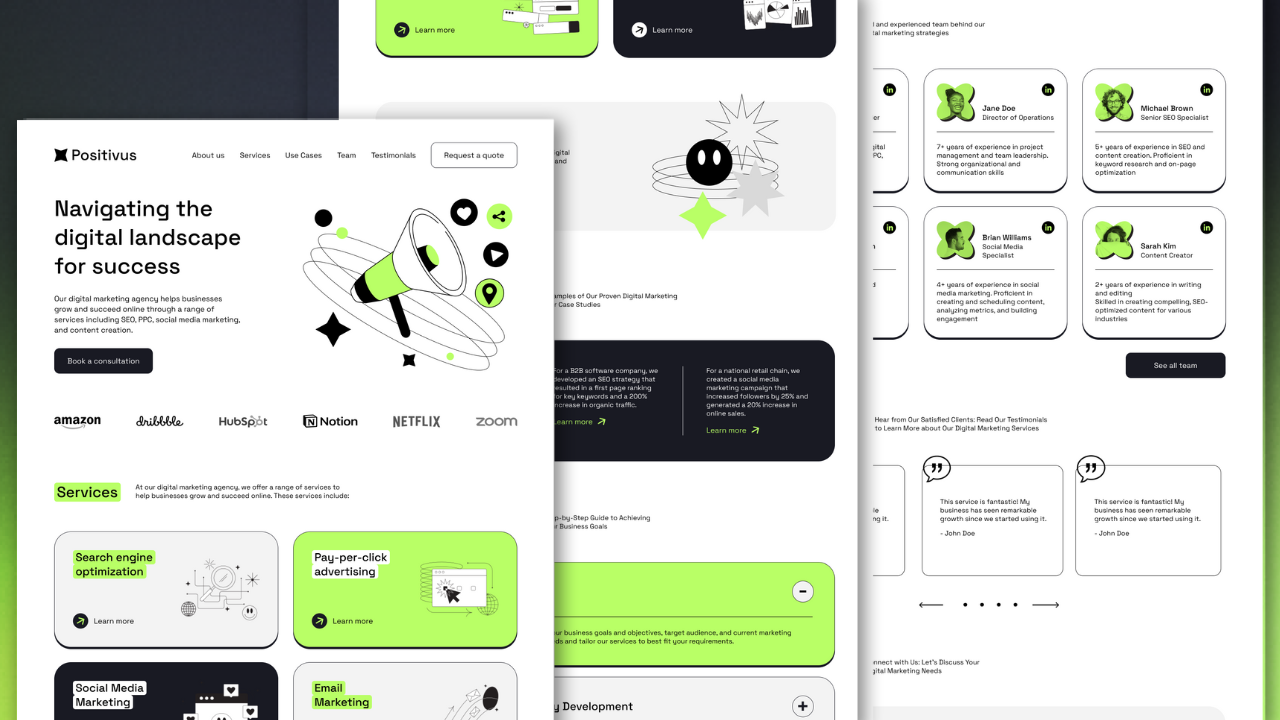 Positivus
About us
Services
Use Cases
Team
Testimonials
Request a quote
Navigating the
digital landscape
for success
Our digital marketing agency helps businesses
grow and succeed online through a range of
services including SEO, PPC, social media marketing,
and content creation.
Book a consultation
amazon
dribbble
HubSpot
Notion
NETFLIX
zoom
Services
At our digital marketing agency, we offer a range of services to
help businesses grow and succeed online. These services include:
Search engine
optimization
Learn more
Pay-per-click
advertising
Learn more
Social Media
Marketing
Email
Marketing
Learn more
Learn more
and
of Our Proven Digital Marketing
Case Studies
For a B2B software company, we
developed an SEO strategy that
resulted in a first page ranking
for key keywords and a 200%
increase in organic traffic.
Learn more
For a national retail chain, we
created a social media
marketing campaign that
increased followers by 25% and
generated a 20% increase in
online sales.
Learn more
Guide to Achieving
Business Goals
business goals and objectives, target audience, and current marketing
and tailor our services to best fit your requirements.
Development
and experienced team behind our
marketing strategies
in
Jane Doe
Director of Operations
in
7+ years of experience in project
management and team leadership.
Strong organizational and
communication skills
Michael Brown
Senior SEO Specialist
in
5+ years of experience in SEO and
content creation. Proficient in
keyword research and on-page
optimization
PPC,
in
Brian Williams
Social Media
Specialist
in
4+ years of experience in social
media marketing. Proficient in
creating and scheduling content,
analyzing metrics, and building
engagement
Sarah Kim
Content Creator
in
2+ years of experience in writing
and editing
Skilled in creating compelling, SEO-
optimized content for various
industries
See all team
Hear from Our Satisfied Clients: Read Our Testimonials
to Learn More about Our Digital Marketing Services
it.
This service is fantastic! My
business has seen remarkable
growth since we started using it.
- John Doe
This service is fantastic! My
business has seen remarkable
growth since we started using it.
- John Doe
with Us: Let's Discuss Your
Marketing Needs